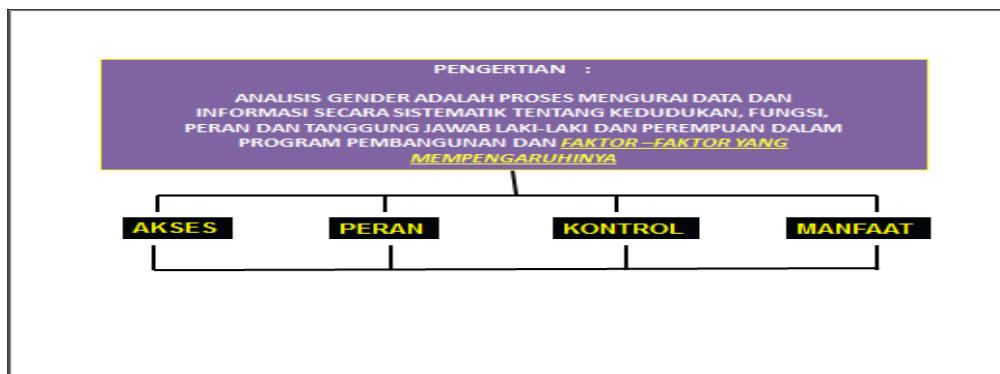 PENGERTIAN :
ANALISIS GENDER ADALAH PROSES MENGURAI DATA DAN
INFORMASI SECARA SISTEMATIK TENTANG KEDUDUKAN, FUNGSI,
PERAN DAN TANGGUNG JAWAB LAKI-LAKI DAN PEREMPUAN DALAM
PROGRAM PEMBANGUNAN DAN FAKTOR –FAKTOR YANG
MEMPENGARUHINYA
AKSES PERAN KONTROL MANFAAT